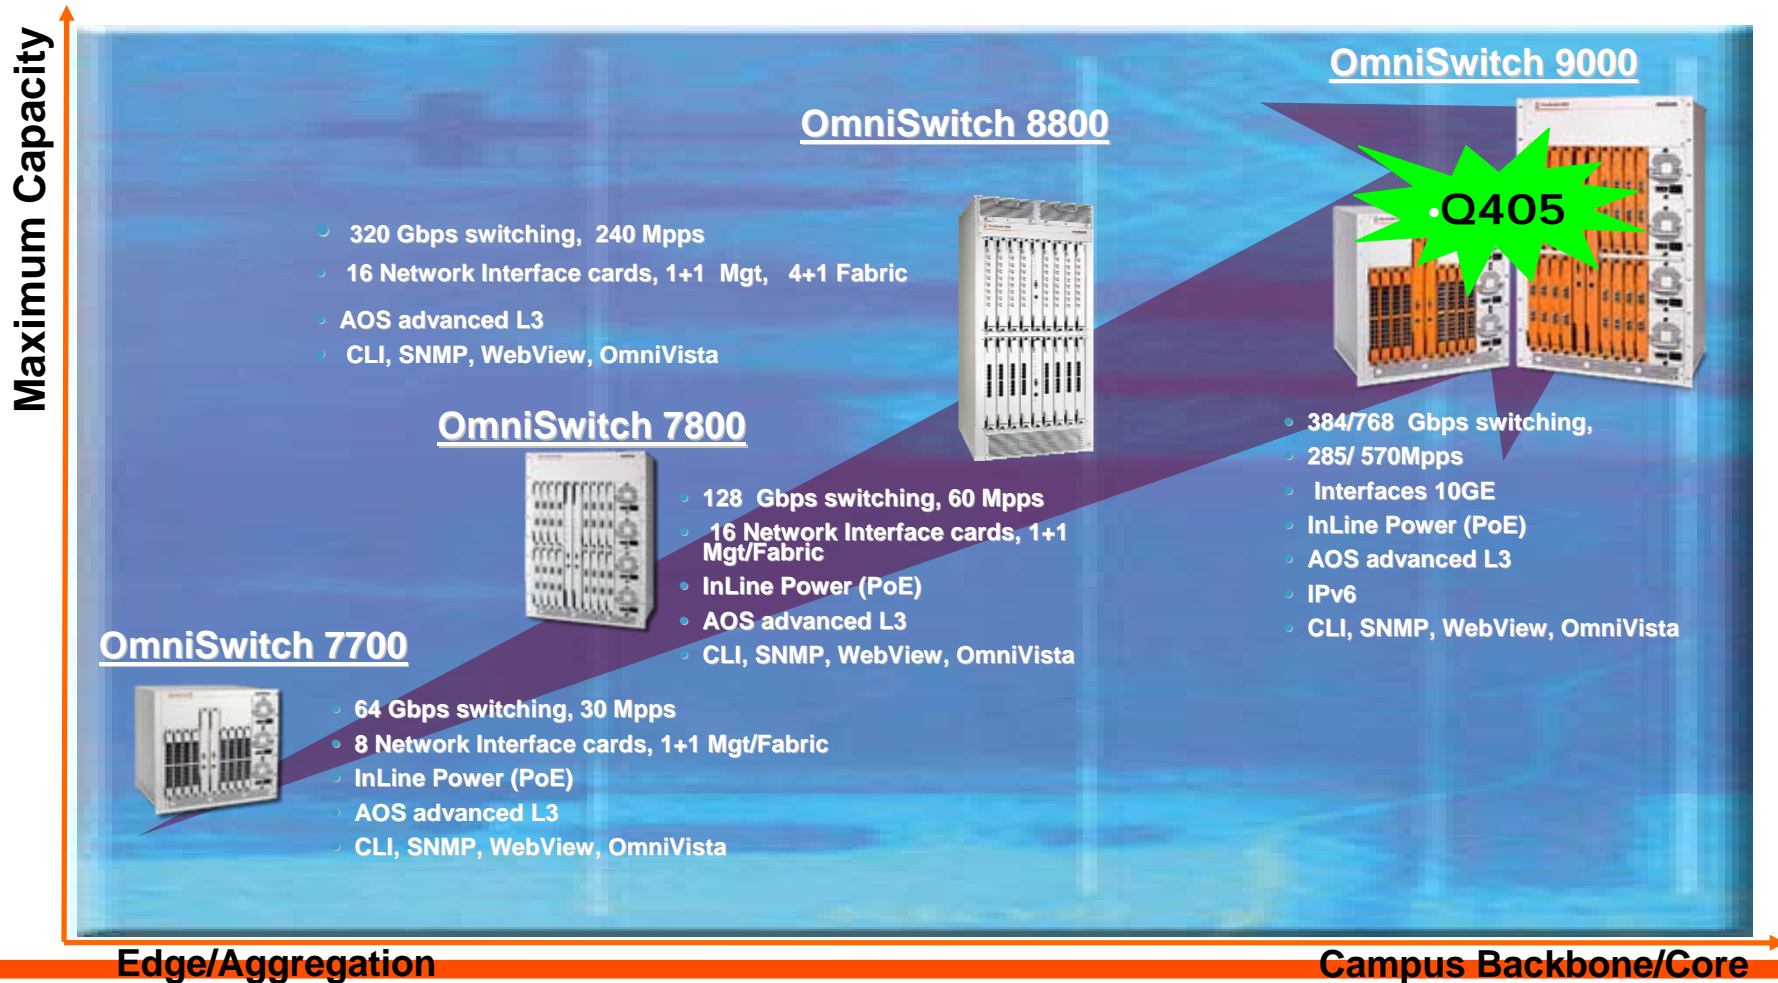 Maximum Capacity
OmniSwitch 9000
OmniSwitch 8800
•Q405
320 Gbps switching, 240 Mpps
16 Network Interface cards, 1+1 Mgt, 4+1 Fabric
AOS advanced L3
CLI, SNMP, WebView, OmniVista
OmniSwitch 7800
128 Gbps switching, 60 Mpps
16 Network Interface cards, 1+1
Mgt/Fabric
InLine Power (PoE)
AOS advanced L3
CLI, SNMP, WebView, OmniVista
384/768 Gbps switching,
285/ 570Mpps
Interfaces 10GE
InLine Power (PoE)
AOS advanced L3
IPv6
CLI, SNMP, WebView, OmniVista
OmniSwitch 7700
64 Gbps switching, 30 Mpps
8 Network Interface cards, 1+1 Mgt/Fabric
InLine Power (PoE)
AOS advanced L3
CLI, SNMP, WebView, OmniVista
Edge/Aggregation
Campus Backbone/Core